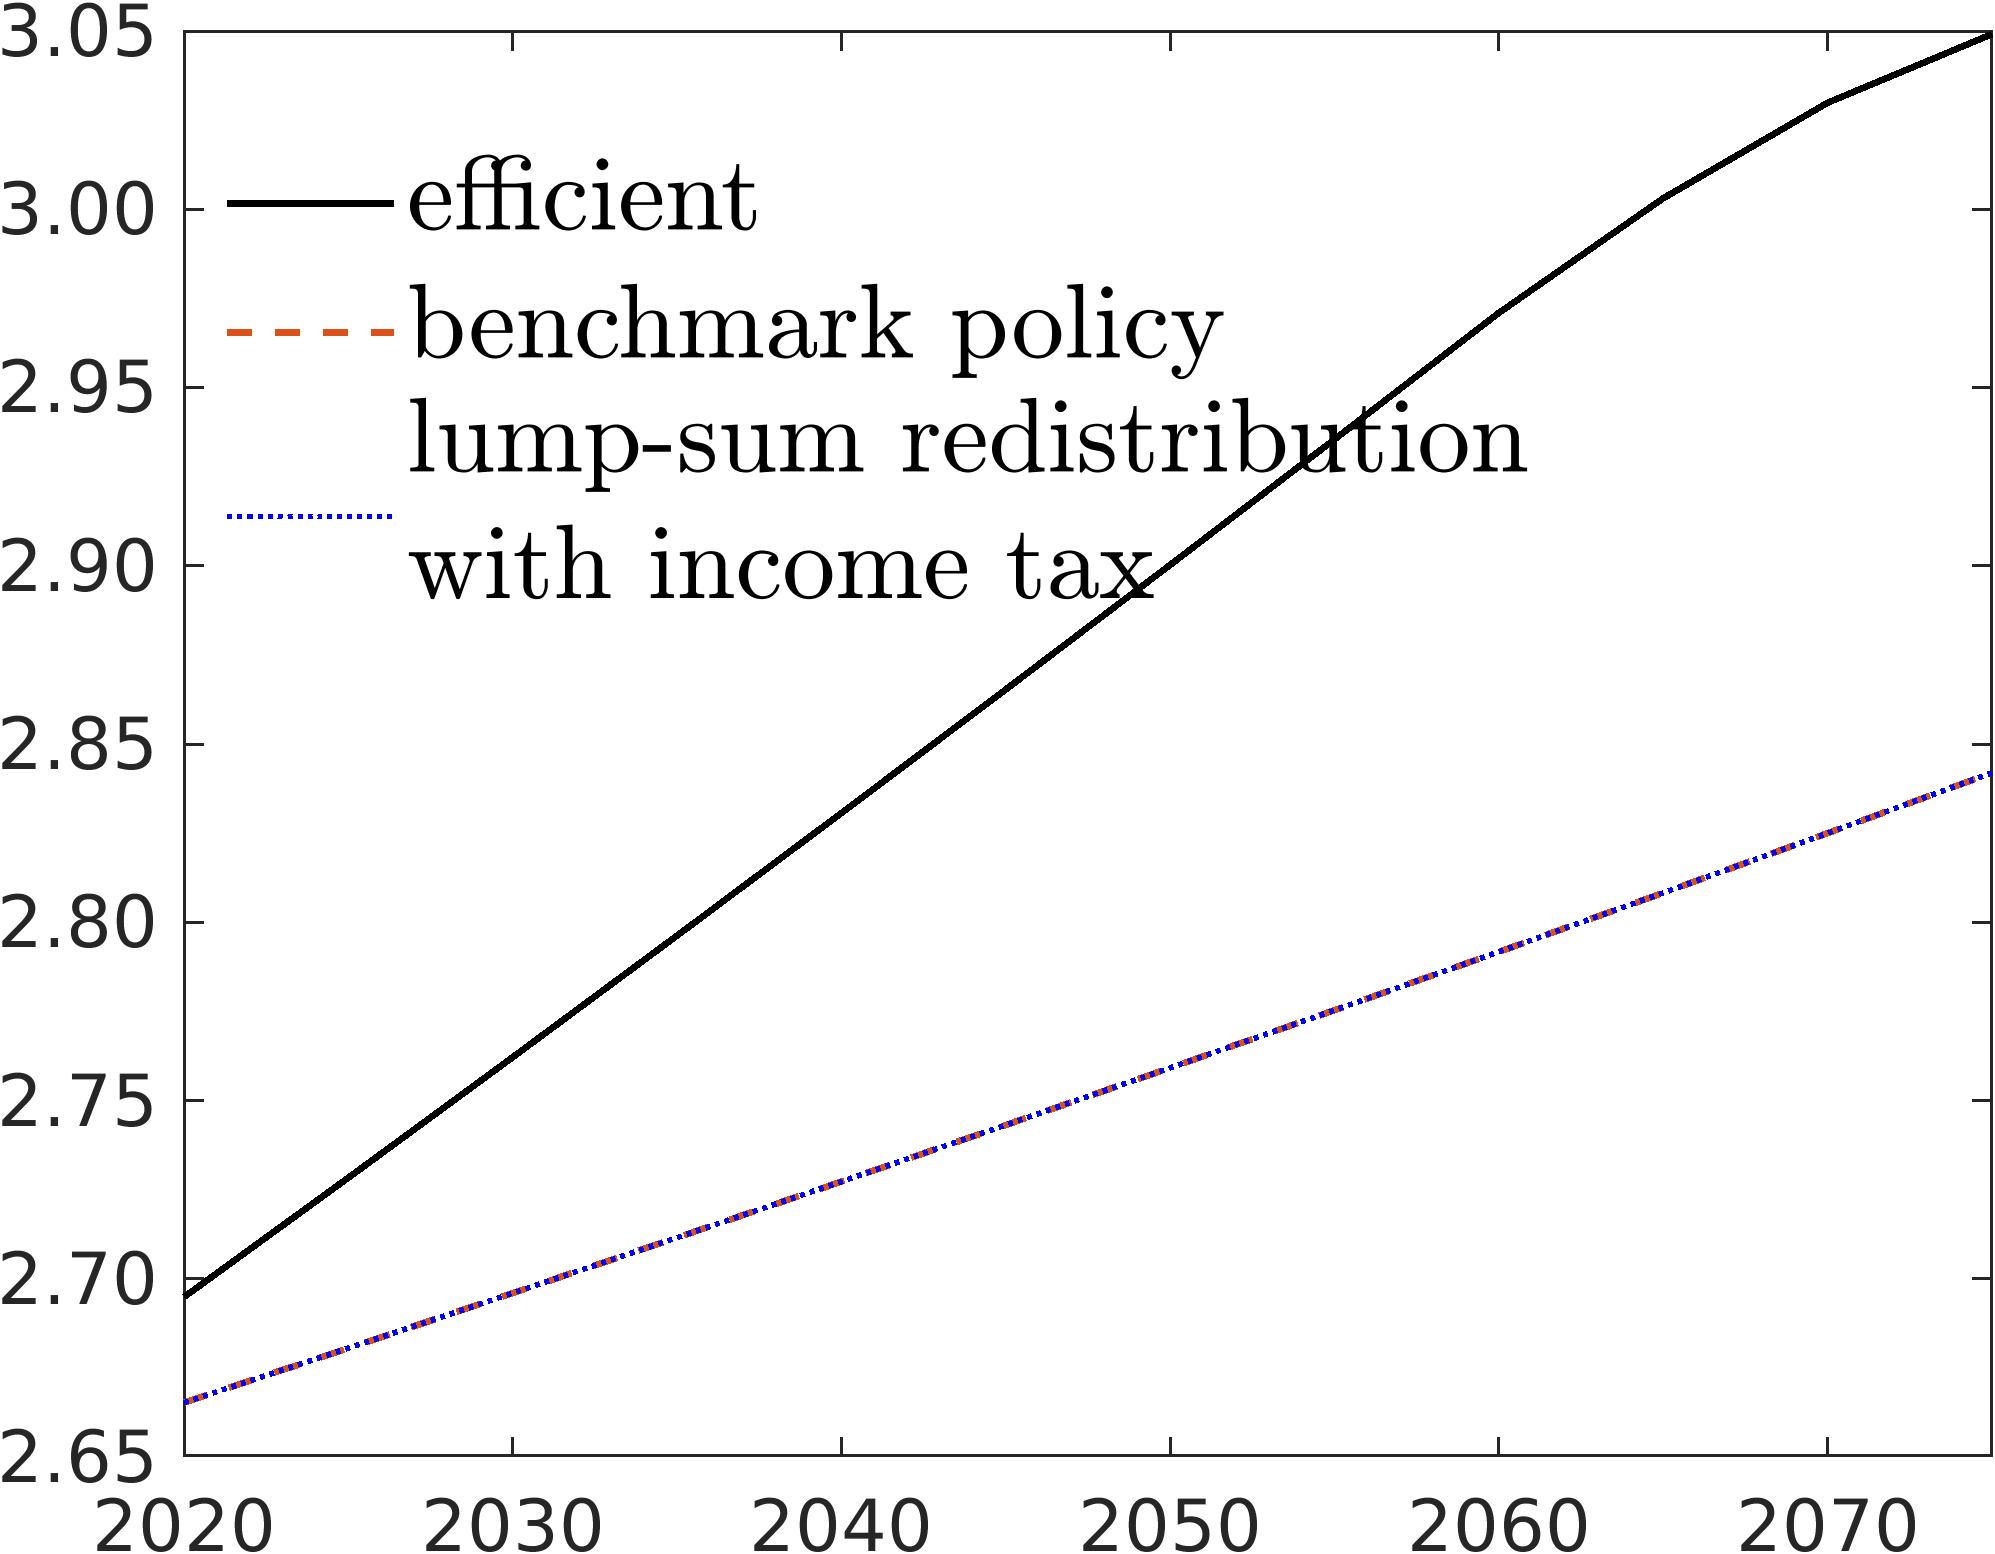 3.05
3.00
2.95
2.90
2.85
2.80
2.75
2.70
2.65
efficient
benchmark policy
lump-sum redistribution
with income tax
2020 2030 2040 2050 2060 2070